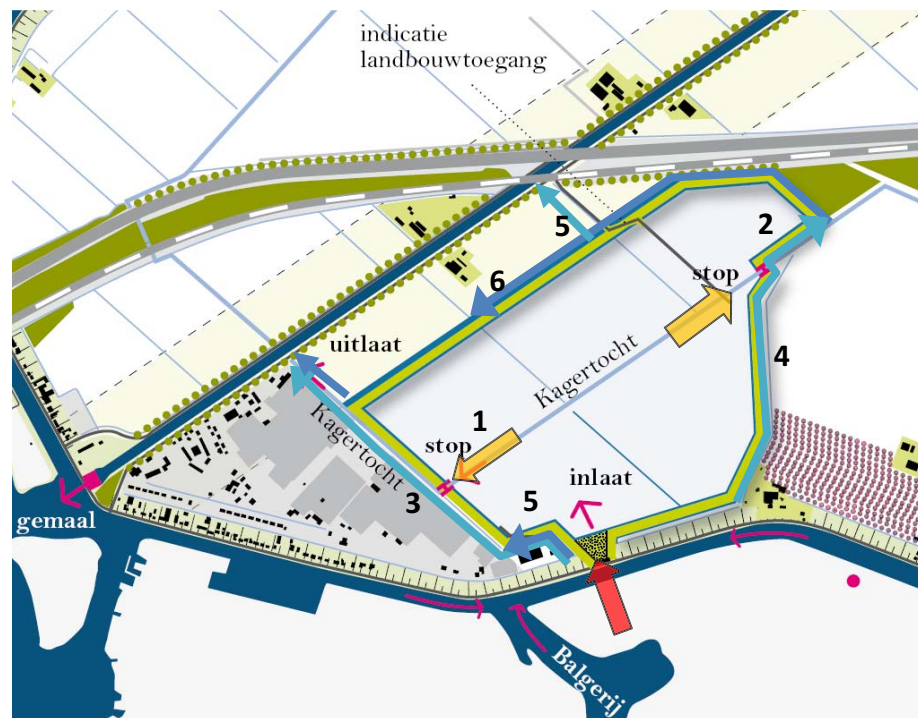 indicatie
landbouwtoegang
5
2
stop
6
uitlaat
Kagertocht
4
1
Kagertocht
stop
inlaat
3
5
gemaal
Balgerij